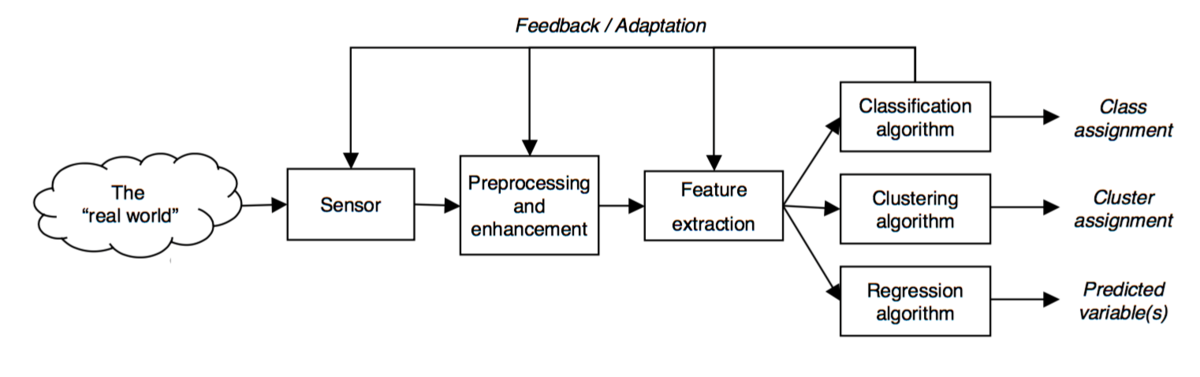 Feedback / Adaptation
The
“real world”
Sensor
Preprocessing
and
enhancement
Feature
extraction
Classification
algorithm
Class
assignment
Clustering
algorithm
Cluster
assignment
Regression
algorithm
Predicted
variable(s)